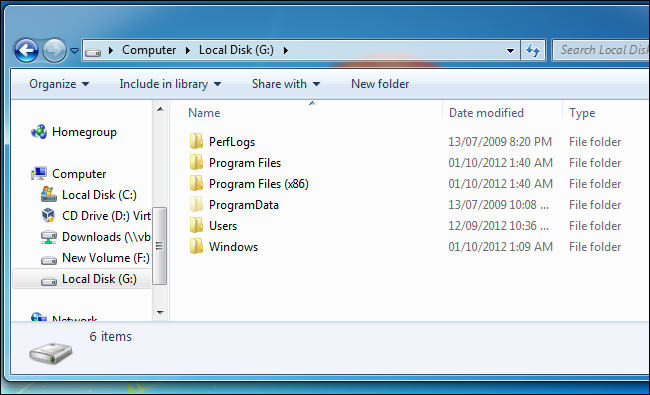 Computer Local Disk (G:) Search Local Disk
Organize Include in library Share with New folder
Name Date modified Type
Homegroup
Computer
Local Disk (C:)
CD Drive (D:) Virt
Downloads (\\vb
New Volume (F:)
Local Disk (G:)
Network
PerfLogs 13/07/2009 8:20 PM File folder
Program Files 01/10/2012 1:40 AM File folder
Program Files (x86) 01/10/2012 1:40 AM File folder
ProgramData 13/07/2009 10:08 ... File folder
Users 12/09/2012 10:36 ... File folder
Windows 01/10/2012 1:09 AM File folder
6 items